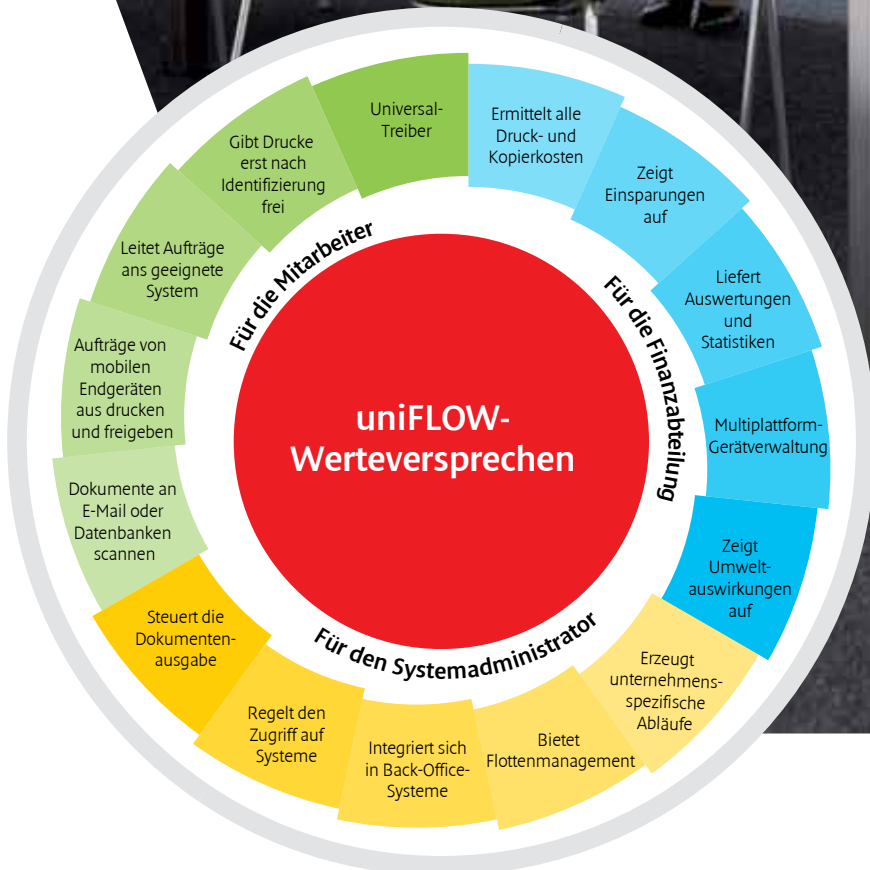 uniFLOW-
Werteversprechen
Für die Mitarbeiter
Universal-
Treiber
Gibt Drucke
erst nach
Identifizierung
frei
Leitet Aufträge
ans geeignete
System
Aufträge von
mobilen
Endgeräten
aus drucken
und freigeben
Dokumente an
E-Mail oder
Datenbanken
scannen
Für die Finanzabteilung
Ermittelt alle
Druck- und
Kopierkosten
Zeigt
Einsparungen
auf
Liefert
Auswertungen
und
Statistiken
Multiplattform-
Gerätverwaltung
Zeigt
Umwelt-
auswirkungen
auf
Für den Systemadministrator
Erzeugt
unternehmens-
spezifische
Abläufe
Bietet
Flottenmanagement
Integriert sich
in Back-Office-
Systeme
Regelt den
Zugriff auf
Systeme
Steuert die
Dokumenten-
ausgabe